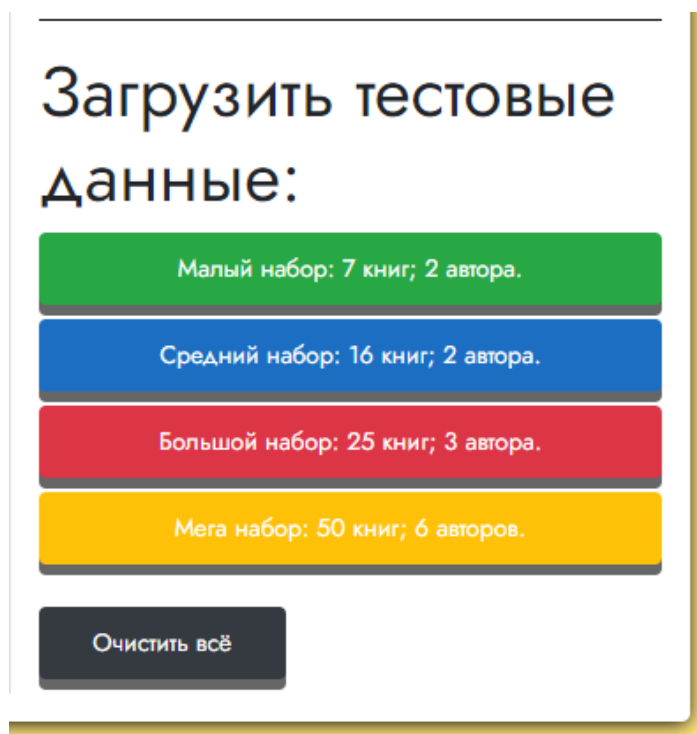 Загрузить тестовые
данные:
Малый набор: 7 книг; 2 автора.
Средний набор: 16 книг; 2 автора.
Большой набор: 25 книг; 3 автора.
Мега набор: 50 книг; 6 авторов.
Очистить всё